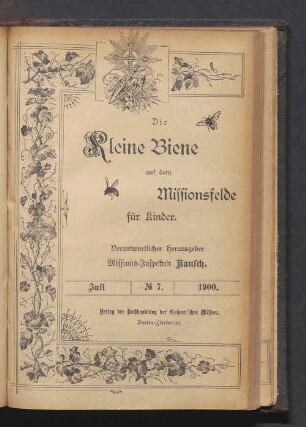 Die
Kleine Biene
auf dem
Missionsfelde
für Kinder.
Verantwortlicher Herausgeber
Missions-Inspektor Kausch.
Juli № 7. 1900.
Verlag der Buchhandlung der Goßner'schen Mission.
Berlin-Friedenau.